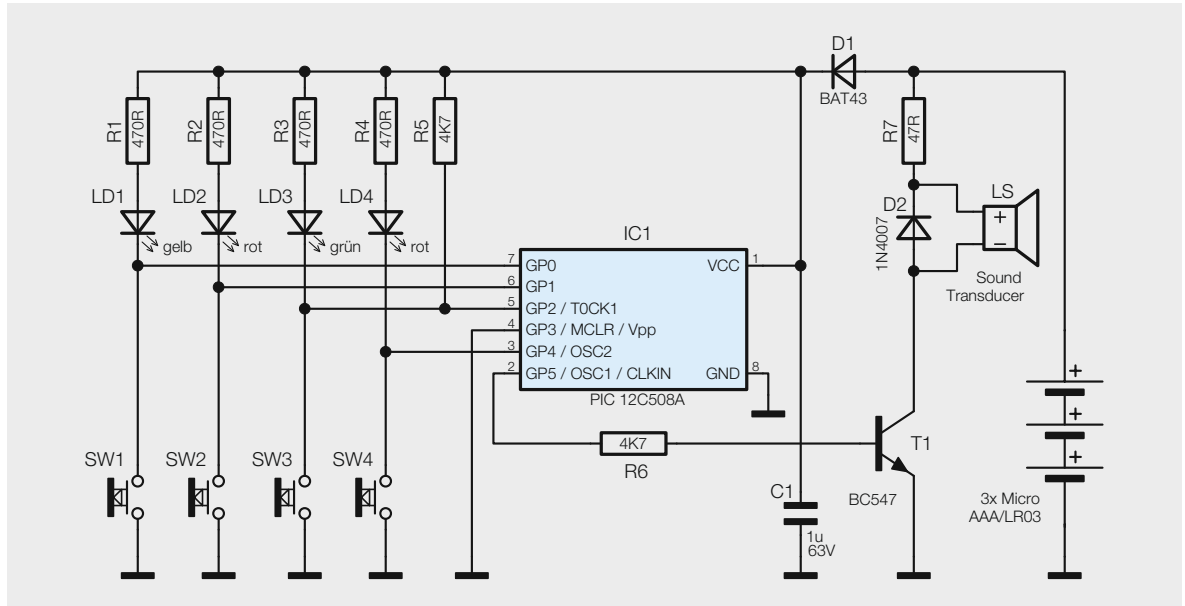 D1
BAT43
R1
470R
R2
470R
R3
470R
R4
470R
R5
4K7
R7
47R
LD1
gelb
LD2
rot
LD3
grün
LD4
rot
D2
1N4007
LS
+
–
Sound
Transducer
IC1
7 GP0
VCC 1
6 GP1
5 GP2 / T0CK1
4 GP3 / MCLR / Vpp
3 GP4 / OSC2
2 GP5 / OSC1 / CLKIN
GND 8
PIC 12C508A
4K7
R6
T1
BC547
+
+
+
3x Micro
AAA/LR03
SW1
SW2
SW3
SW4
C1
1u
63V